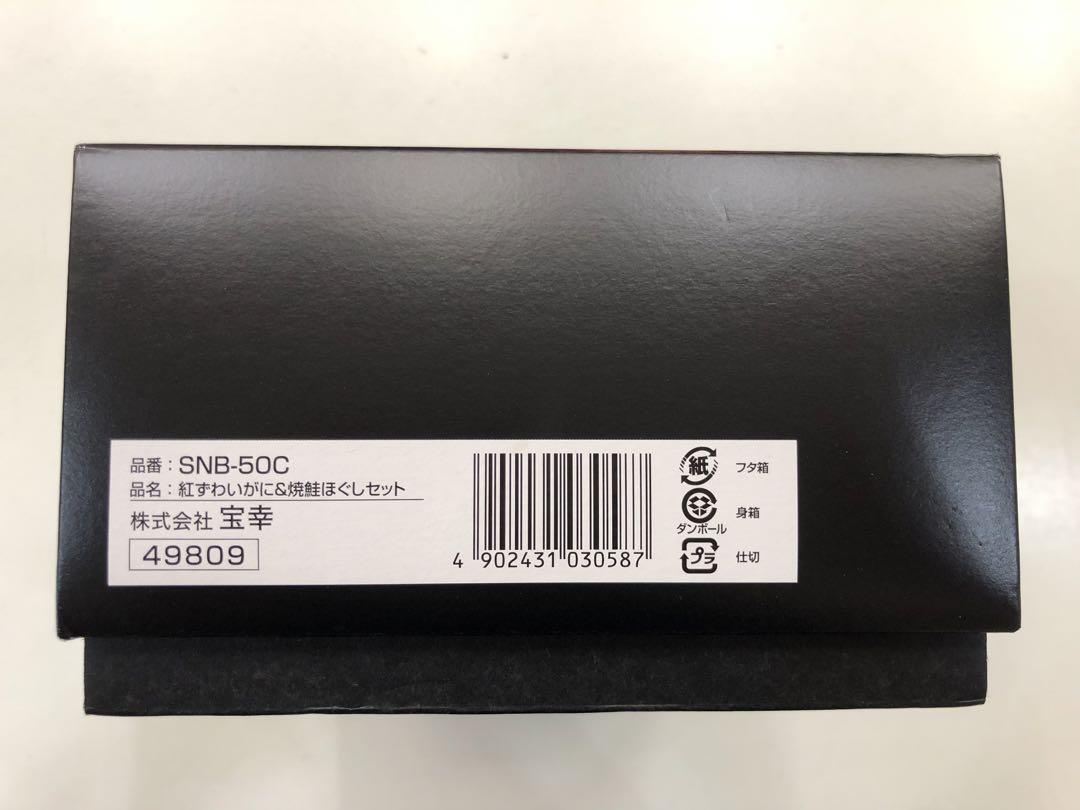 品番：SNB-50C
品名：紅ずわいがに&焼鮭ほぐしセット
株式会社 宝幸
49809
4 902431 030587
紙 フタ箱
ダンボール 身箱
プラ 仕切